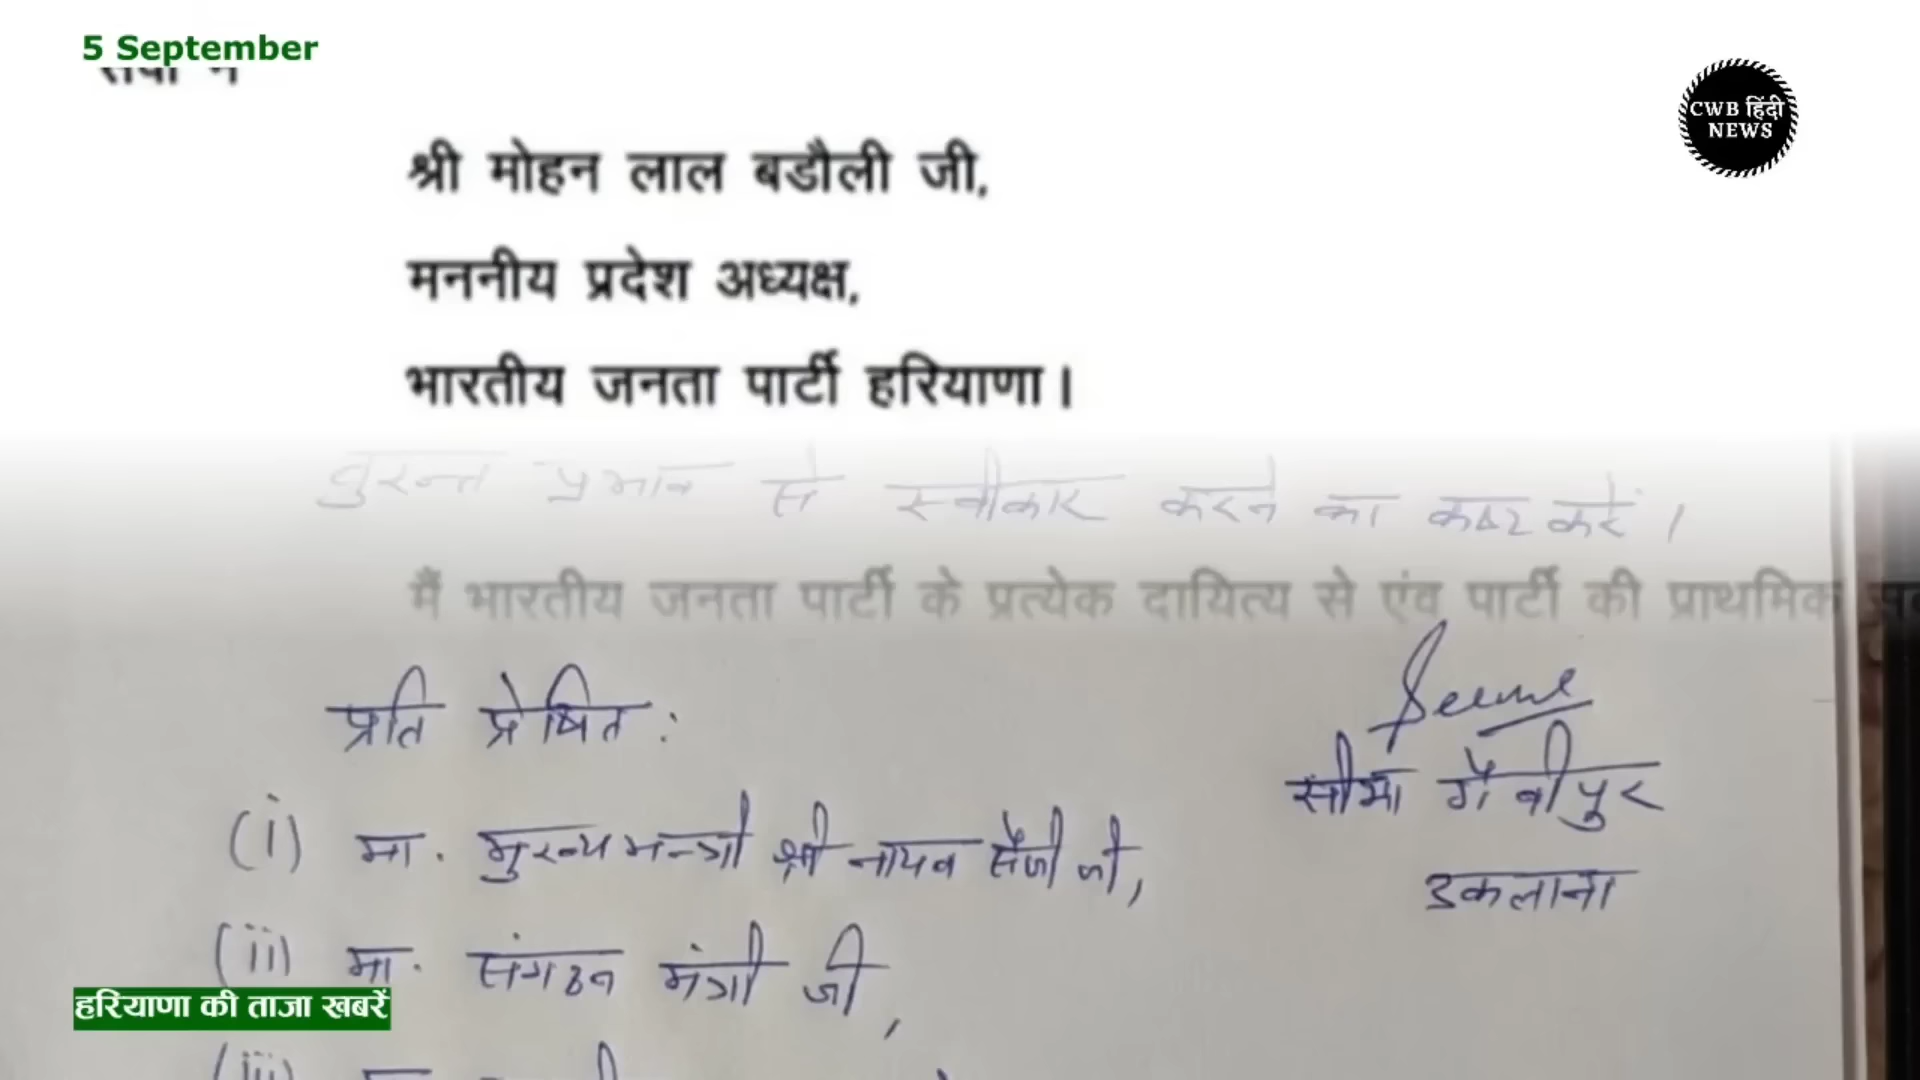 5 September
CWB हिंदी
NEWS
श्री मोहन लाल बडौली जी,
मननीय प्रदेश अध्यक्ष,
भारतीय जनता पार्टी हरियाणा।
तुरन्त प्रभाव से स्वीकार करने का कष्ट करें।
मैं भारतीय जनता पार्टी के प्रत्येक दायित्य से एंव पार्टी की प्राथमिक
प्रति प्रेषित:
सीमा गैबीपुर
उकलाना
(i) मा. मुख्यमन्त्री श्री नायब सैनी जी,
(ii) मा. संगठन मंत्री जी,
हरियाणा की ताजा खबरें
(iii)